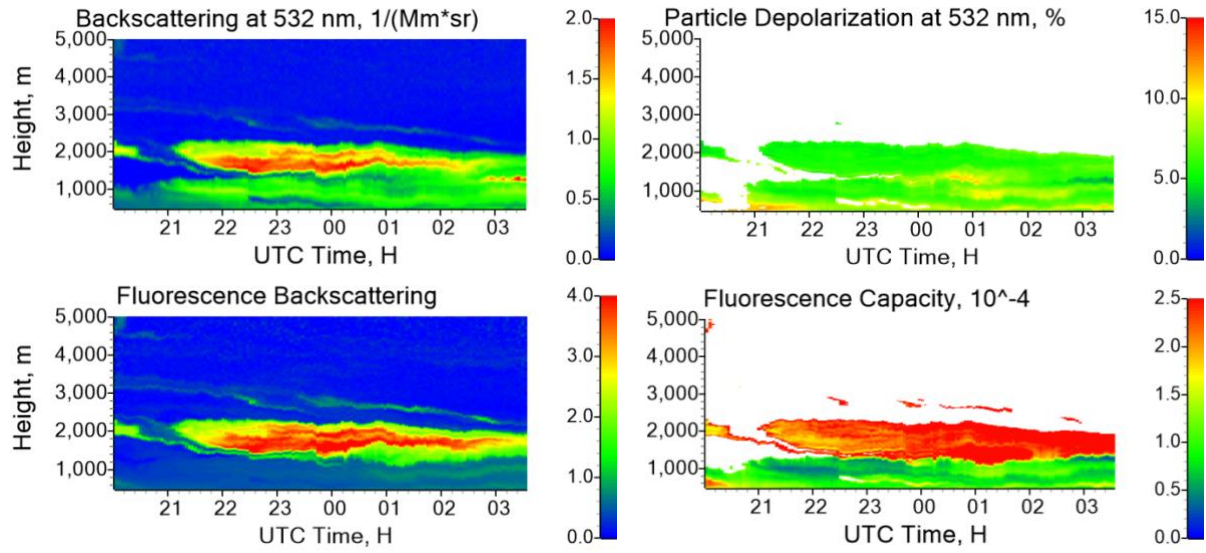 Backscattering at 532 nm, 1/(Mm*sr)
Height, m
5,000
4,000
3,000
2,000
1,000
21 22 23 00 01 02 03
UTC Time, H
2.0
1.5
1.0
0.5
0.0
Particle Depolarization at 532 nm, %
5,000
4,000
3,000
2,000
1,000
21 22 23 00 01 02 03
UTC Time, H
15.0
10.0
5.0
0.0
Fluorescence Backscattering
Height, m
5,000
4,000
3,000
2,000
1,000
21 22 23 00 01 02 03
UTC Time, H
4.0
3.0
2.0
1.0
0.0
Fluorescence Capacity, 10^-4
5,000
4,000
3,000
2,000
1,000
21 22 23 00 01 02 03
UTC Time, H
2.5
2.0
1.5
1.0
0.5
0.0